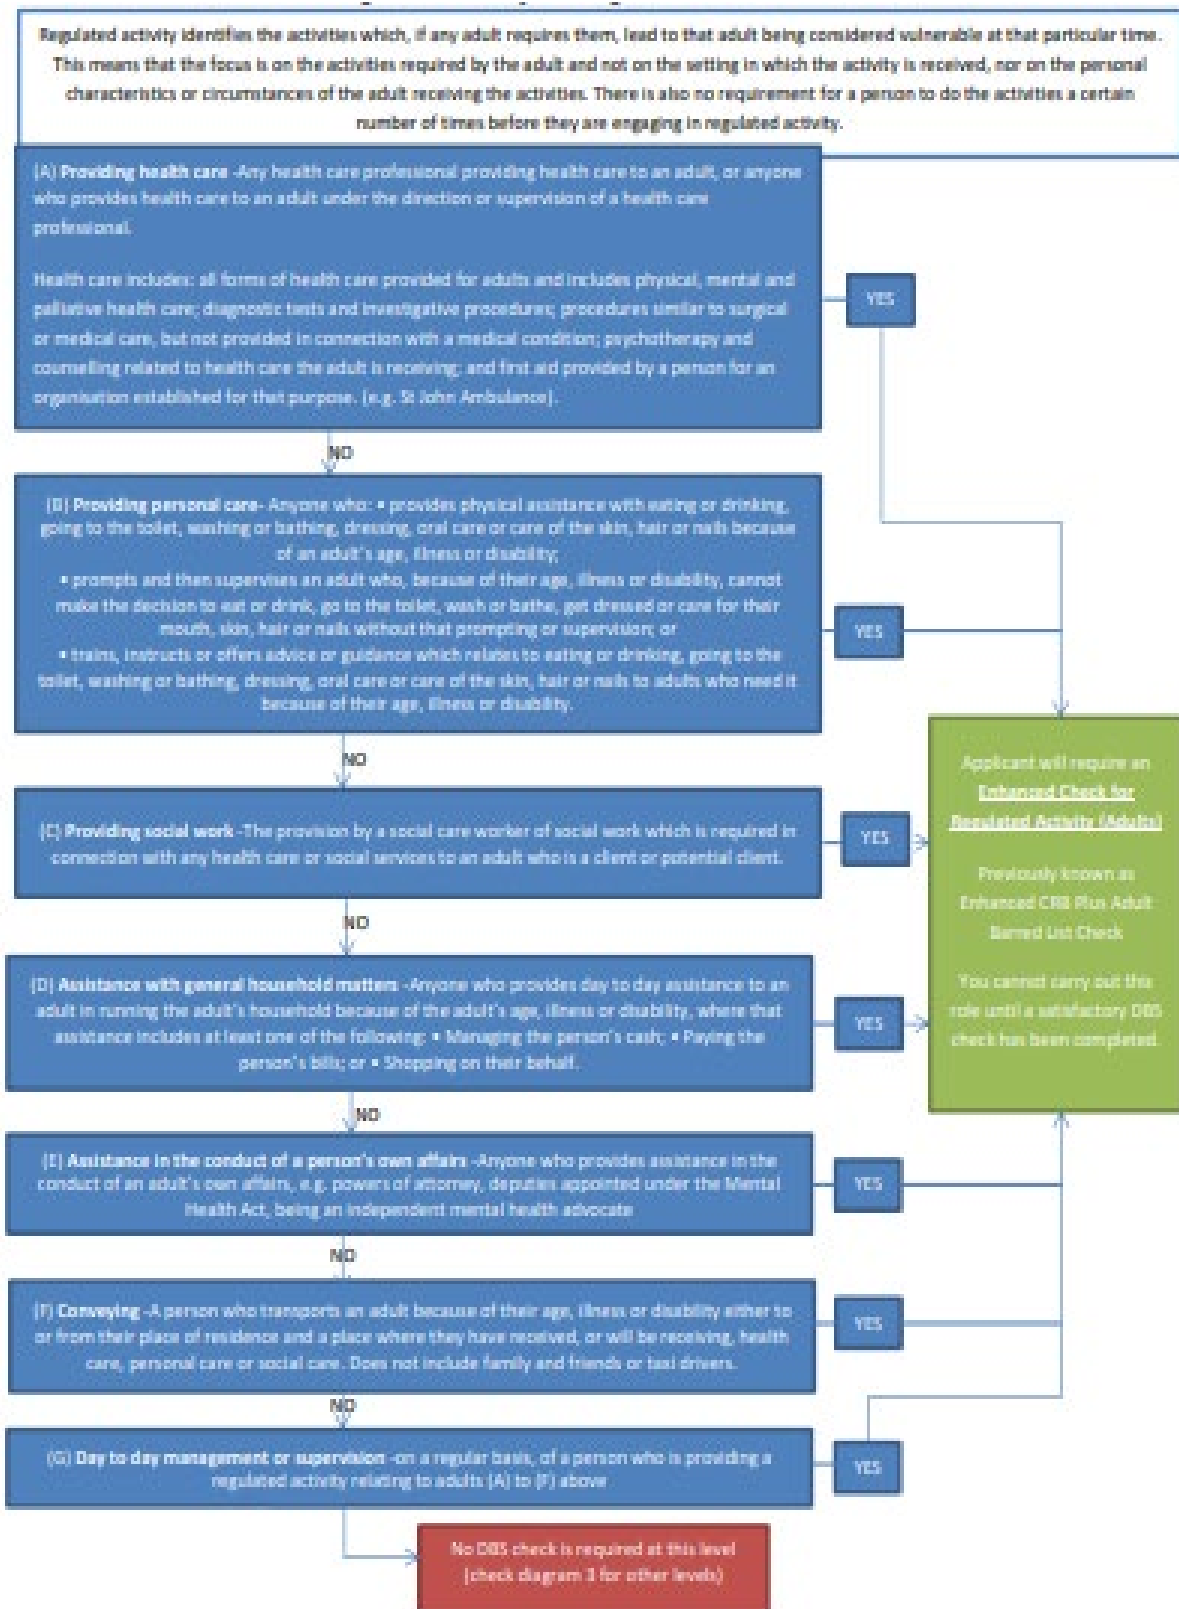 Regulated activity identifies the activities which, if any adult requires them, lead to that adult being considered vulnerable at that particular time.
This means that the focus is on the activities required by the adult and not on the setting in which the activity is received, nor on the personal
characteristics or circumstances of the adult receiving the activities. There is also no requirement for a person to do the activities a certain
number of times before they are engaging in regulated activity.
(A) Providing health care -Any health care professional providing health care to an adult, or anyone
who provides health care to an adult under the direction or supervision of a health care
professional.
Health care includes: all forms of health care provided for adults and includes physical, mental and
palliative health care; diagnostic tests and investigative procedures; procedures similar to surgical
or medical care, but not provided in connection with a medical condition; psychotherapy and
counselling related to health care the adult is receiving; and first aid provided by a person for an
organisation established for that purpose. (e.g. St John Ambulance).
YES
NO
(B) Providing personal care- Anyone who: • provides physical assistance with eating or drinking,
going to the toilet, washing or bathing, dressing, oral care or care of the skin, hair or nails because
of an adult's age, illness or disability;
• prompts and then supervises an adult who, because of their age, illness or disability, cannot
make the decision to eat or drink, go to the toilet, wash or bathe, get dressed or care for their
mouth, skin, hair or nails without that prompting or supervision; or
• trains, instructs or offers advice or guidance which relates to eating or drinking, going to the
toilet, washing or bathing, dressing, oral care or care of the skin, hair or nails to adults who need it
because of their age, illness or disability.
YES
NO
(C) Providing social work -The provision by a social care worker of social work which is required in
connection with any health care or social services to an adult who is a client or potential client.
YES
Applicant will require an
Enhanced Check for
Regulated Activity (Adults)
Previously known as
Enhanced CRB Plus Adult
Barred List Check
You cannot carry out this
role until a satisfactory DBS
check has been completed.
NO
(D) Assistance with general household matters -Anyone who provides day to day assistance to an
adult in running the adult's household because of the adult's age, illness or disability, where that
assistance includes at least one of the following: • Managing the person's cash; • Paying the
person's bills; or • Shopping on their behalf.
YES
NO
(E) Assistance in the conduct of a person's own affairs -Anyone who provides assistance in the
conduct of an adult's own affairs, e.g. powers of attorney, deputies appointed under the Mental
Health Act, being an independent mental health advocate
YES
NO
(F) Conveying -A person who transports an adult because of their age, illness or disability either to
or from their place of residence and a place where they have received, or will be receiving, health
care, personal care or social care. Does not include family and friends or taxi drivers.
YES
NO
(G) Day to day management or supervision -on a regular basis, of a person who is providing a
regulated activity relating to adults (A) to (F) above
YES
No DBS check is required at this level
(check diagram 3 for other levels)